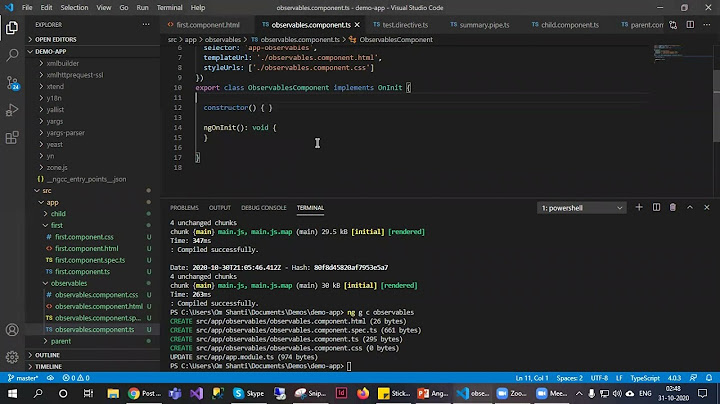 File Edit Selection View Go Run Terminal Help
observables.component.ts - demo-app - Visual Studio Code
EXPLORER
OPEN EDITORS
DEMO-APP
xmlbuilder
xmlhttprequest-ssl
xtend
y18n
yallist
yargs
yargs-parser
yeast
yn
zone.js
__ngcc_entry_points__.json
src
app
child
first
first.component.css U
first.component.html U
first.component.spec.ts U
first.component.ts U
observables
observables.component.css U
observables.component.html U
observables.component.sp... U
observables.component.ts U
parent
OUTLINE
TIMELINE
24
first.component.html
observables.component.ts
test.directive.ts
summary.pipe.ts
child.component.ts
parent.con
src > app > observables > observables.component.ts > ObservablesComponent
6 selector: 'app-observables',
7 templateUrl: './observables.component.html',
8 styleUrls: ['./observables.component.css']
9 })
10 export class ObservablesComponent implements OnInit {
11
12 constructor() { }
13
14 ngOnInit(): void {
15 }
16
17 }
18
PROBLEMS OUTPUT DEBUG CONSOLE TERMINAL
1: powershell
4 unchanged chunks
chunk {main} main.js, main.js.map (main) 29.5 kB [initial] [rendered]
Time: 347ms
: Compiled successfully.
Date: 2020-10-30T21:05:46.412Z - Hash: 80f8d45820af7953e5a7
4 unchanged chunks
chunk {main} main.js, main.js.map (main) 30 kB [initial] [rendered]
Time: 263ms
: Compiled successfully.
PS C:\Users\Om Shanti\Documents\Demos\demo-app> ng g c observables
CREATE src/app/observables/observables.component.html (26 bytes)
CREATE src/app/observables/observables.component.spec.ts (661 bytes)
CREATE src/app/observables/observables.component.ts (295 bytes)
CREATE src/app/observables/observables.component.css (0 bytes)
UPDATE src/app/app.module.ts (974 bytes)
PS C:\Users\Om Shanti\Documents\Demos\demo-app>
master* 0 0
Ln 11, Col 1 Spaces: 2 UTF-8 LF TypeScript 4.0.3
Post ...
Skype
Snip...
Stick...
Ang...
obse...
Zoo...
Mee...
ENG
02:48
31-10-2020